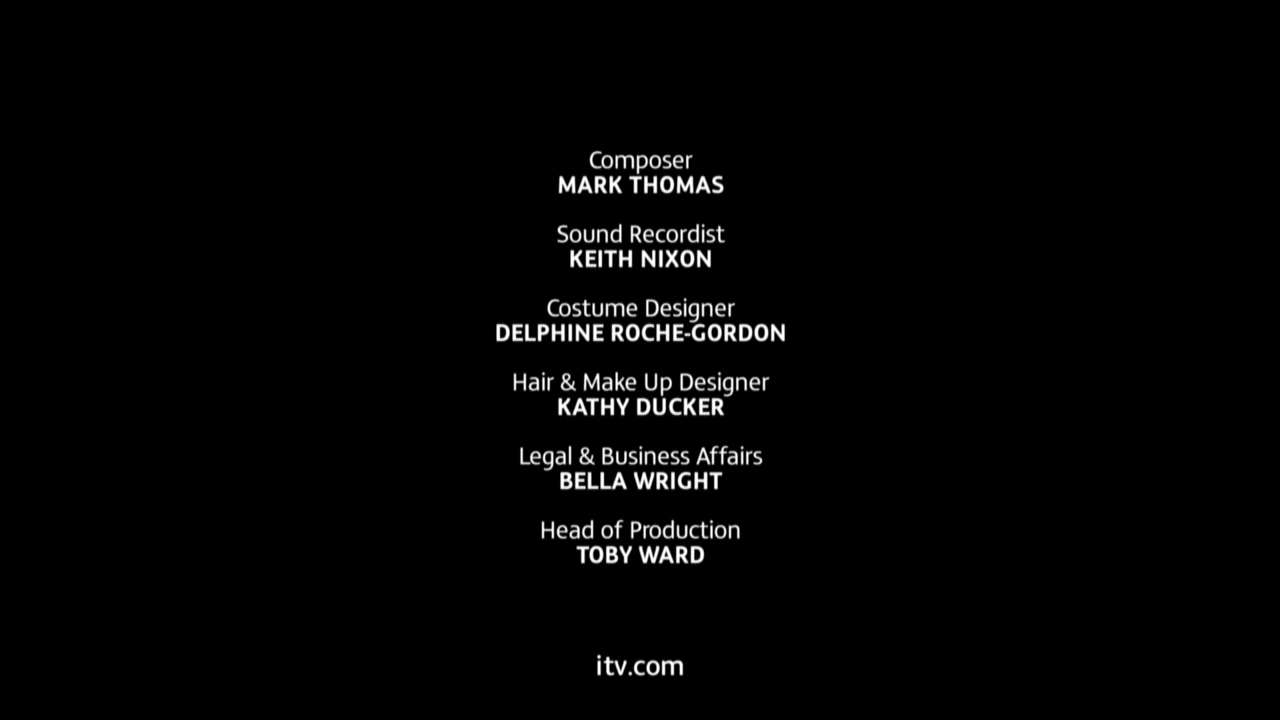 Composer
MARK THOMAS
Sound Recordist
KEITH NIXON
Costume Designer
DELPHINE ROCHE-GORDON
Hair & Make Up Designer
KATHY DUCKER
Legal & Business Affairs
BELLA WRIGHT
Head of Production
TOBY WARD
itv.com